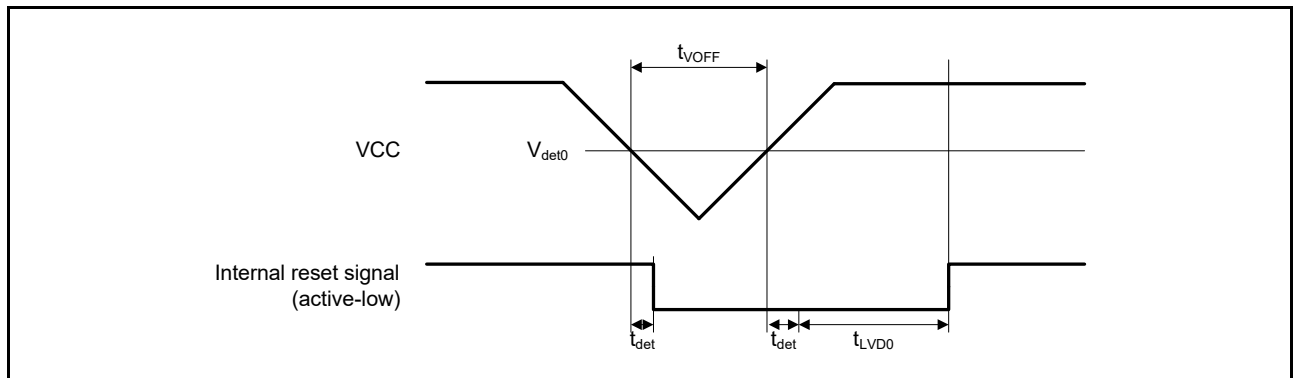 tVOFF
VCC
Vdet0
Internal reset signal
(active-low)
tdet
tdet
tLVD0